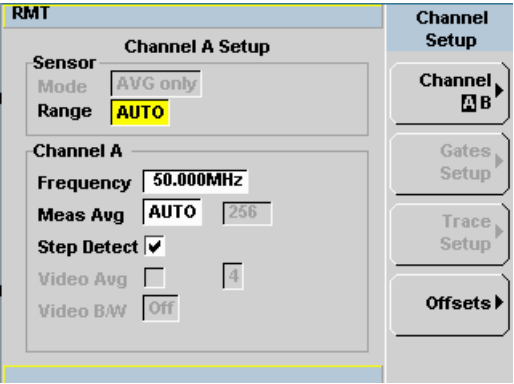 RMT
Channel A Setup
Sensor
Mode AVG only
Range AUTO
Channel A
Frequency 50.000MHz
Meas Avg AUTO 256
Step Detect
Video Avg 4
Video B/W Off
Channel
Setup
Channel
A B
Gates
Setup
Trace
Setup
Offsets